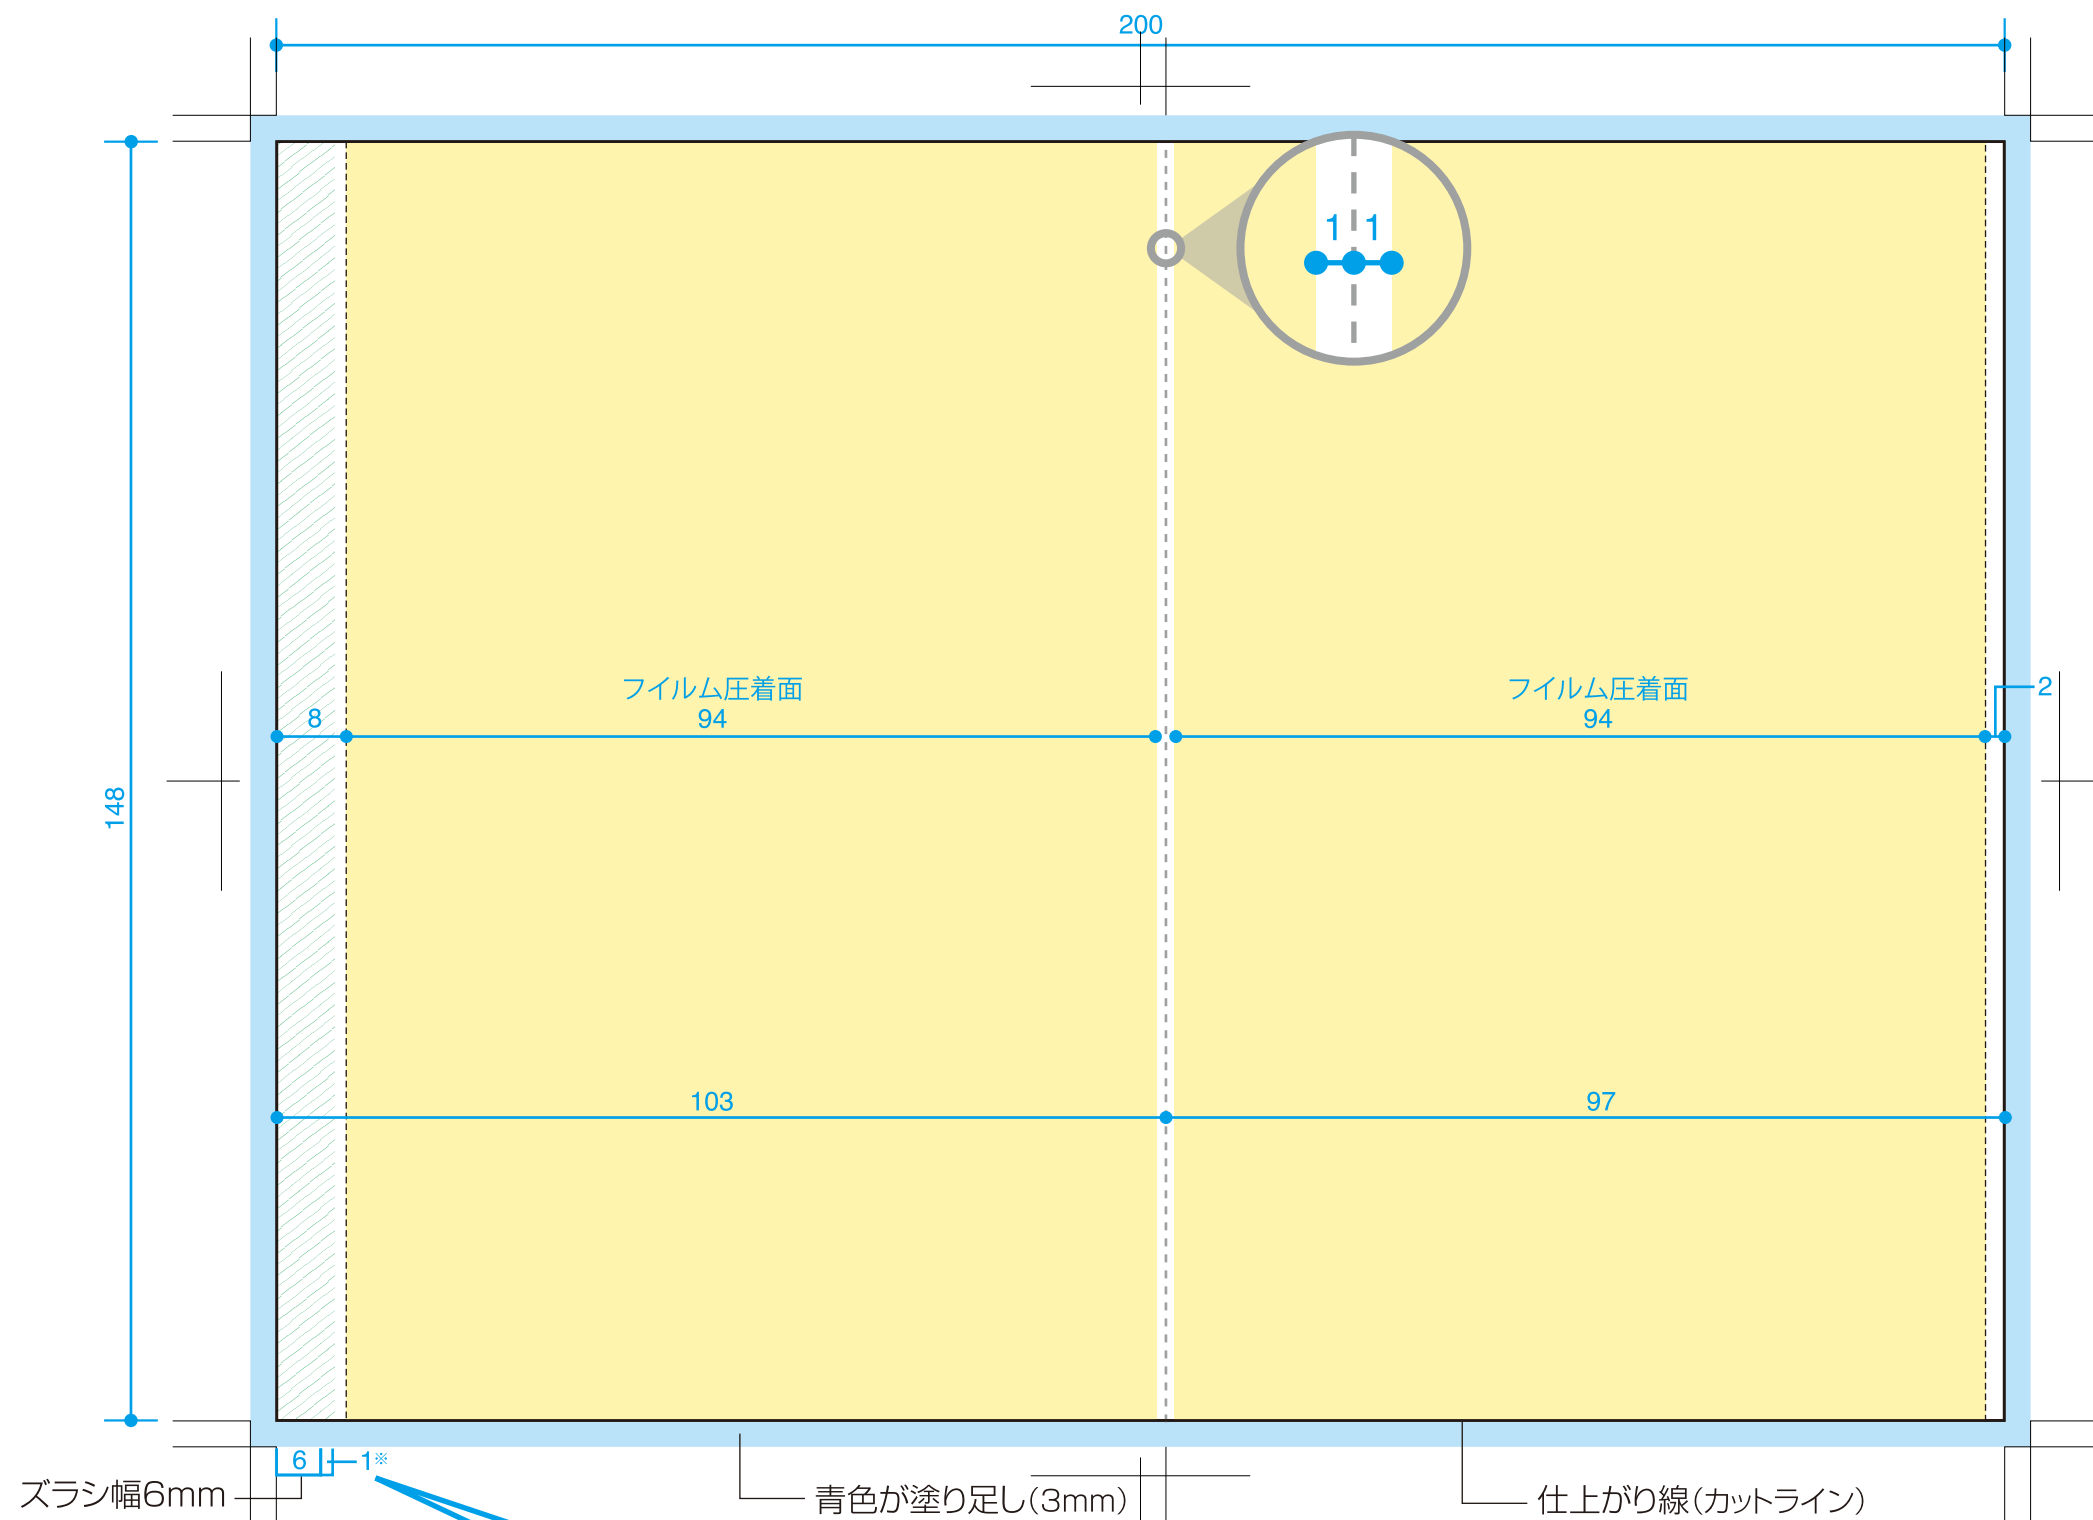 200
1 1
フイルム圧着面
94
フイルム圧着面
94
8
2
148
103
97
6
1※
ズラシ幅6mm
青色が塗り足し(3mm)
仕上がり線(カットライン)